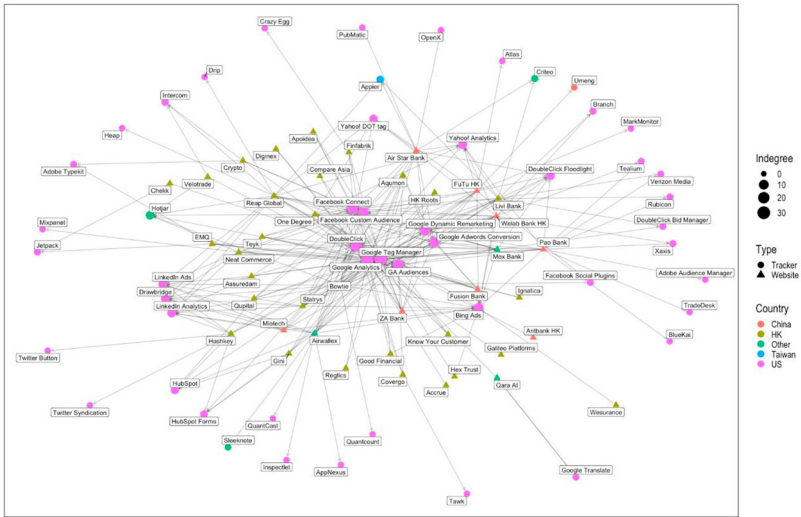 Crazy Egg
PubMatic
OpenX
Atlas
Drip
Appier
Criteo
Umeng
Intercom
Branch
Yahoo! DOT tag
MarkMonitor
Heap
Apoidea
Yahoo! Analytics
Diginex
Finfabrik
Air Star Bank
Crypto
Compare Asia
DoubleClick Floodlight
Tealium
Adobe Typekit
Aqumon
FuTu HK
Verizon Media
Chekk
Velotrade
Reap Global
Facebook Connect
HK Roots
Livi Bank
Rubicon
Hotjar
One Degree
Facebook Custom Audience
Google Dynamic Remarketing
Welab Bank HK
DoubleClick Bid Manager
Mixpanel
EMQ
Teyk
DoubleClick
Google Adwords Conversion
Pao Bank
Jetpack
Neat Commerce
Google Tag Manager
Mox Bank
Xaxis
LinkedIn Ads
Assuredam
Google Analytics
GA Audiences
Facebook Social Plugins
Adobe Audience Manager
Drawbridge
Bowtie
Fusion Bank
Ignatica
LinkedIn Analytics
Qupital
Statrys
Bing Ads
TradeDesk
Miotech
ZA Bank
Antbank HK
BlueKai
Hashkey
Airwallex
Know Your Customer
Twitter Button
Gini
Good Financial
Galileo Platforms
HubSpot
Regtics
Covergo
Hex Trust
Qara AI
Accrue
Twitter Syndication
HubSpot Forms
QuantCast
Wesurance
Sleeknote
Quantcount
Inspectlet
AppNexus
Google Translate
Tawk
Indegree
0
10
20
30
Type
Tracker
Website
Country
China
HK
Other
Taiwan
US